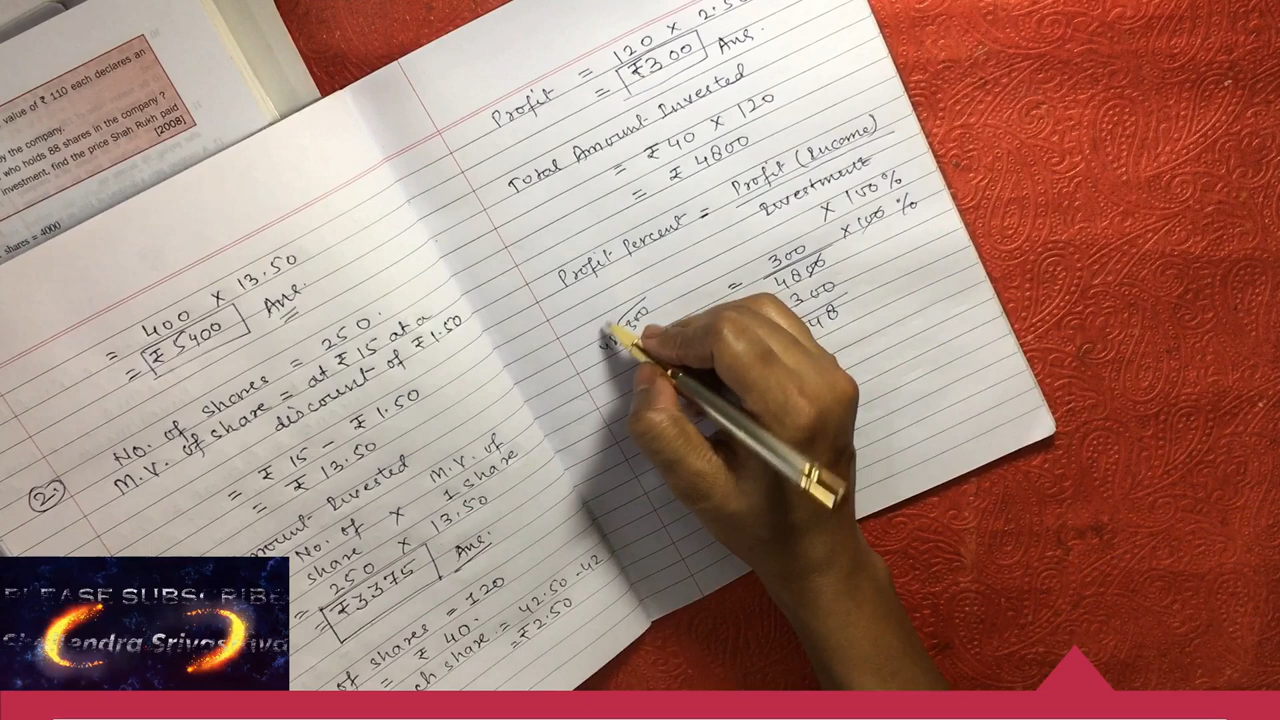 value of ₹ 110 each declares an
by the company.
who holds 88 shares in the company ?
investment, find the price Shah Rukh paid
[2008]
shares = 4000
= 400 × 13.50
= ₹ 5400 Ans.
2. No. of shares = 250.
M.V. of share = at ₹ 15 at a
discount of ₹ 1.50
= ₹ 15 - ₹ 1.50
= ₹ 13.50
Invested
No. of share × M.V. of 1 share
= 250 × 13.50
= ₹3375 Ans.
of shares = 120
= ₹ 40.
share = 42.50 - 42
= ₹2.50
Profit = 120 × 2.50
= ₹300 Ans.
Total Amount Invested
= ₹ 40 × 120
= ₹ 4800
Profit Percent = Profit (Income)
Investment
× 100 %
= 300
4800
× 100 %
300
48
300
PLEASE SUBSCRIBE